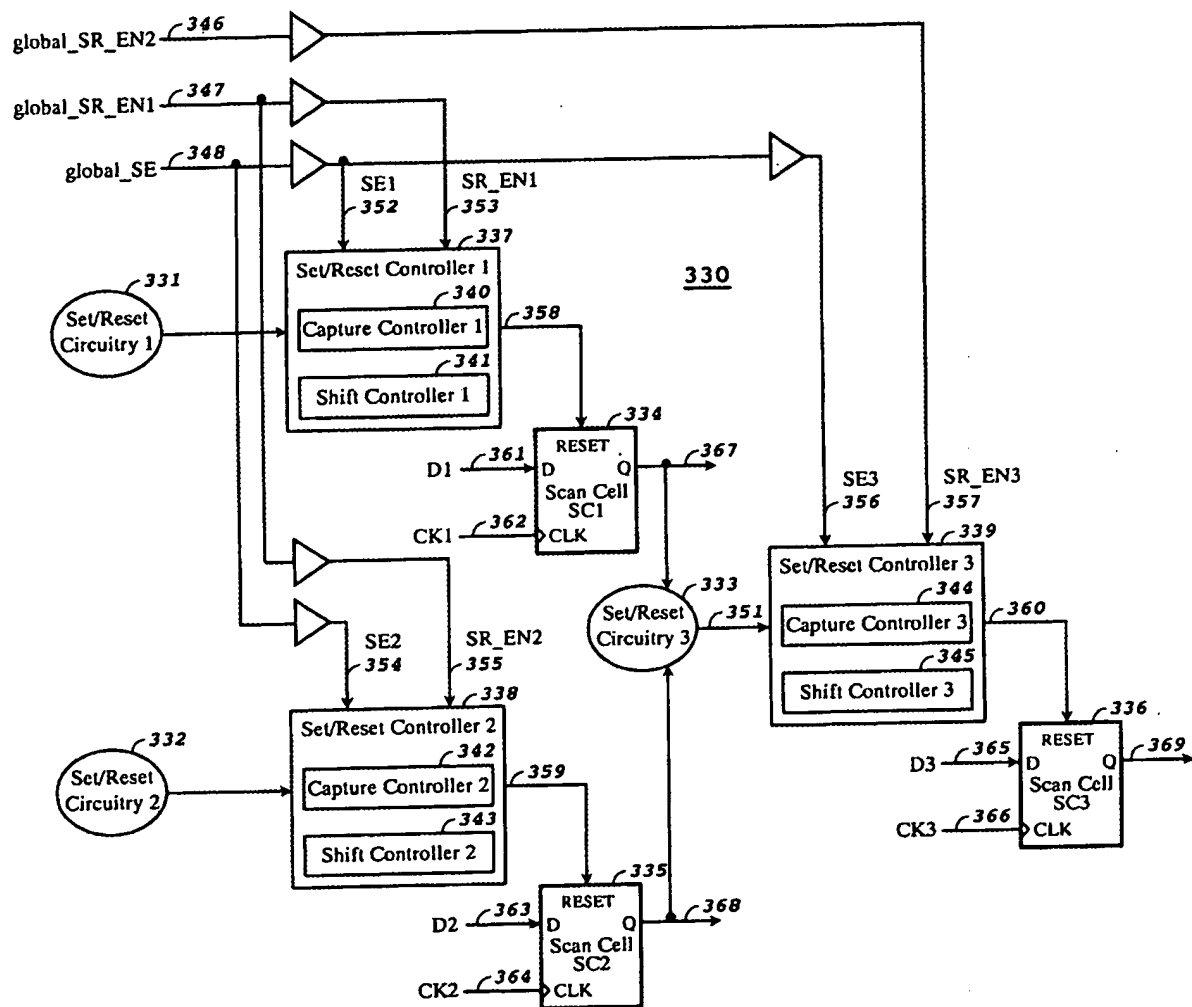 global_SR_EN2 346
global_SR_EN1 347
global_SE 348
SE1 352
SR_EN1 353
337
Set/Reset Controller 1
340
Capture Controller 1
341
Shift Controller 1
331
Set/Reset
Circuitry 1
358
330
334
RESET
D1 361
D Q
367
Scan Cell
SC1
CK1 362
CLK
SE3 356
SR_EN3 357
339
Set/Reset Controller 3
344
Capture Controller 3
345
Shift Controller 3
333
Set/Reset
Circuitry 3
351
360
SE2 354
SR_EN2 355
338
Set/Reset Controller 2
342
Capture Controller 2
343
Shift Controller 2
332
Set/Reset
Circuitry 2
359
336
RESET
D3 365
D Q
369
Scan Cell
SC3
CK3 366
CLK
335
RESET
D2 363
D Q
368
Scan Cell
SC2
CK2 364
CLK